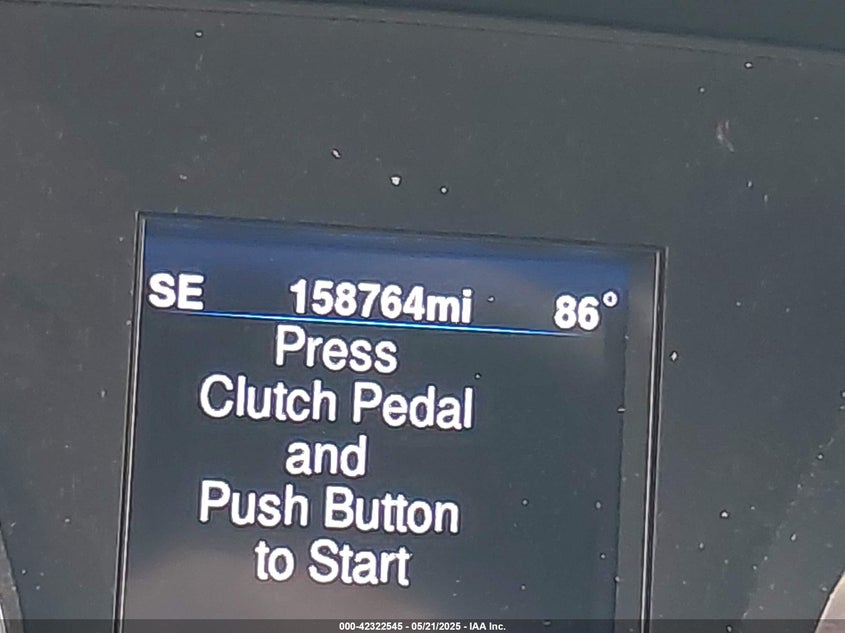 SE 158764mi 86°
Press
Clutch Pedal
and
Push Button
to Start
000-42322545 - 05/21/2025 - IAA Inc.